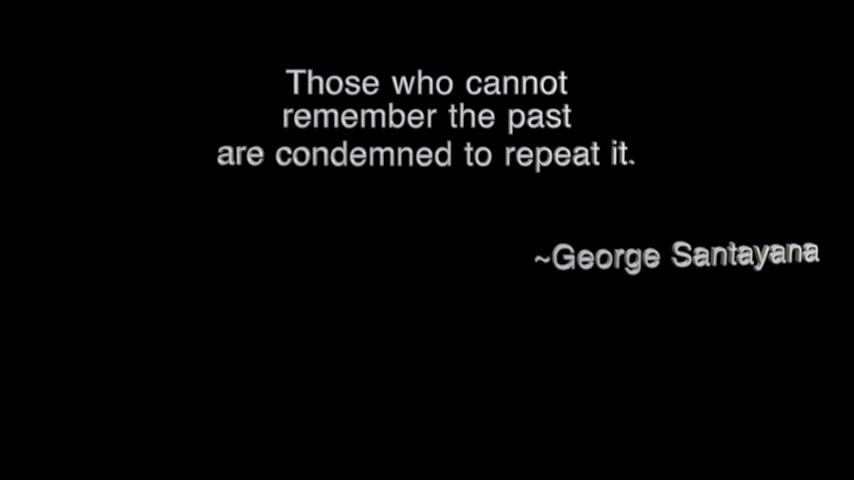 Those who cannot
remember the past
are condemned to repeat it.
~George Santayana